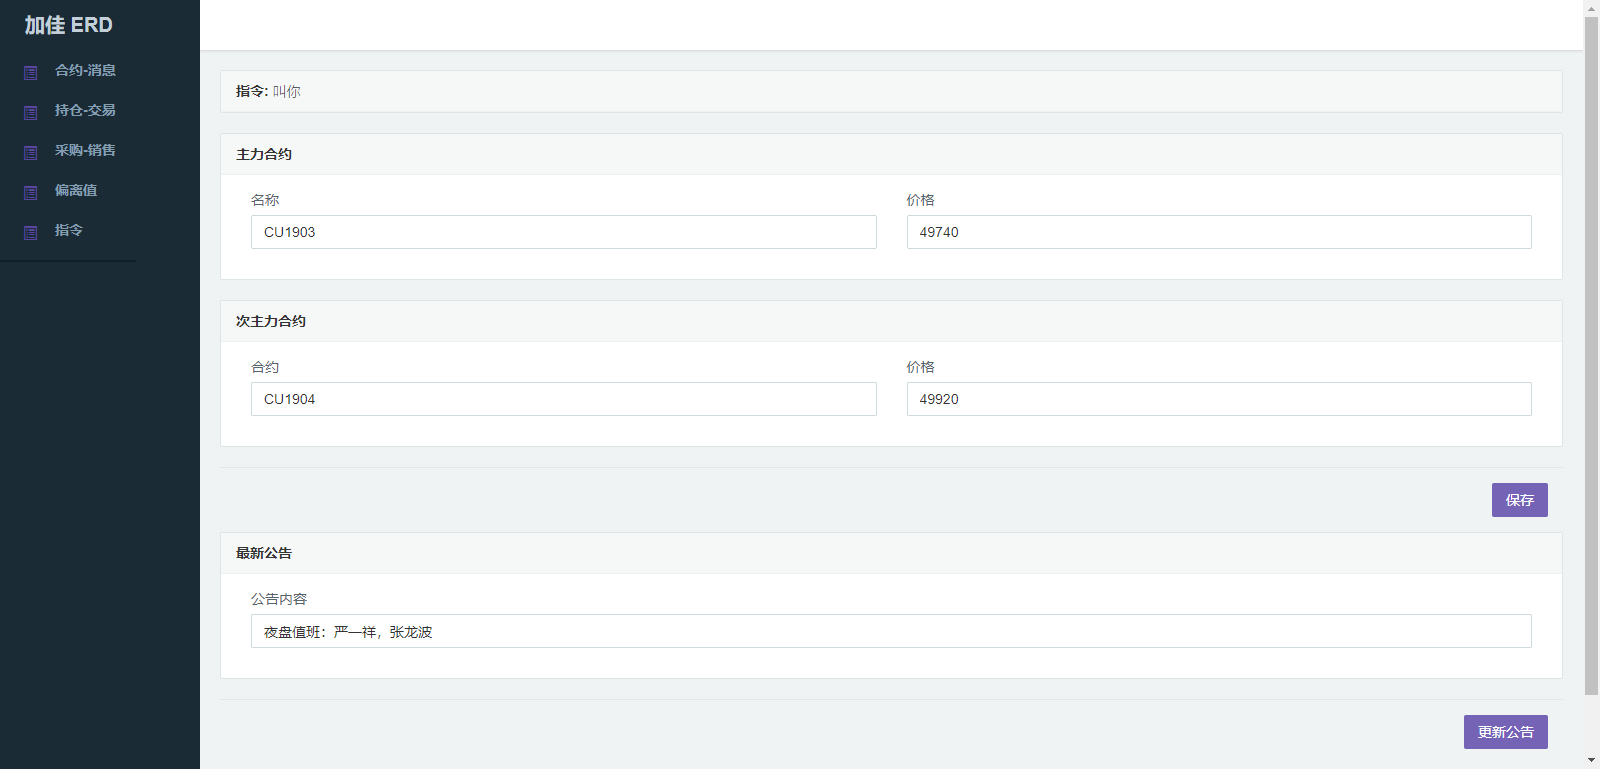 加佳 ERD
合约-消息
持仓-交易
采购-销售
偏离值
指令
指令: 叫你
主力合约
名称 价格
CU1903 49740
次主力合约
合约 价格
CU1904 49920
保存
最新公告
公告内容
夜盘值班：严一祥，张龙波
更新公告